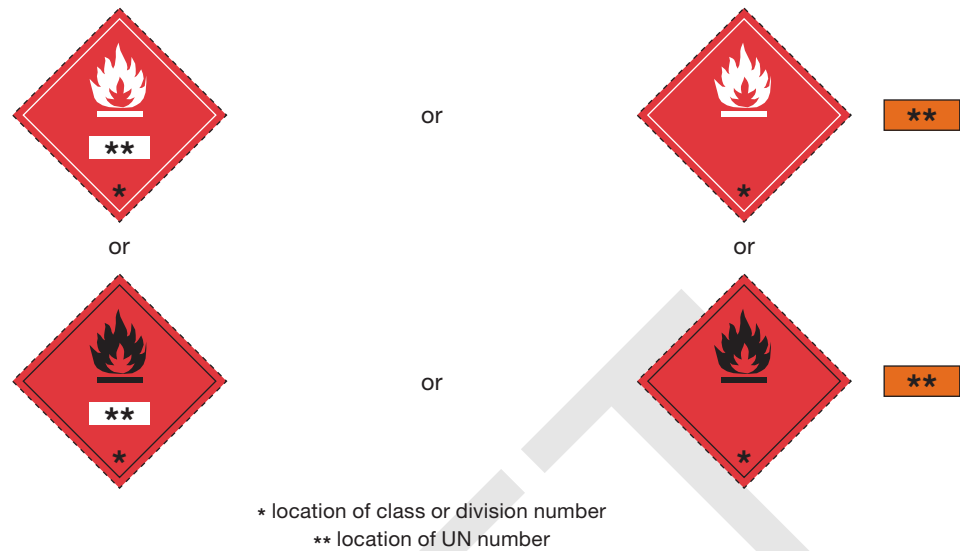 or
**
**
*
*
or
or
or
**
**
*
*
* location of class or division number
** location of UN number